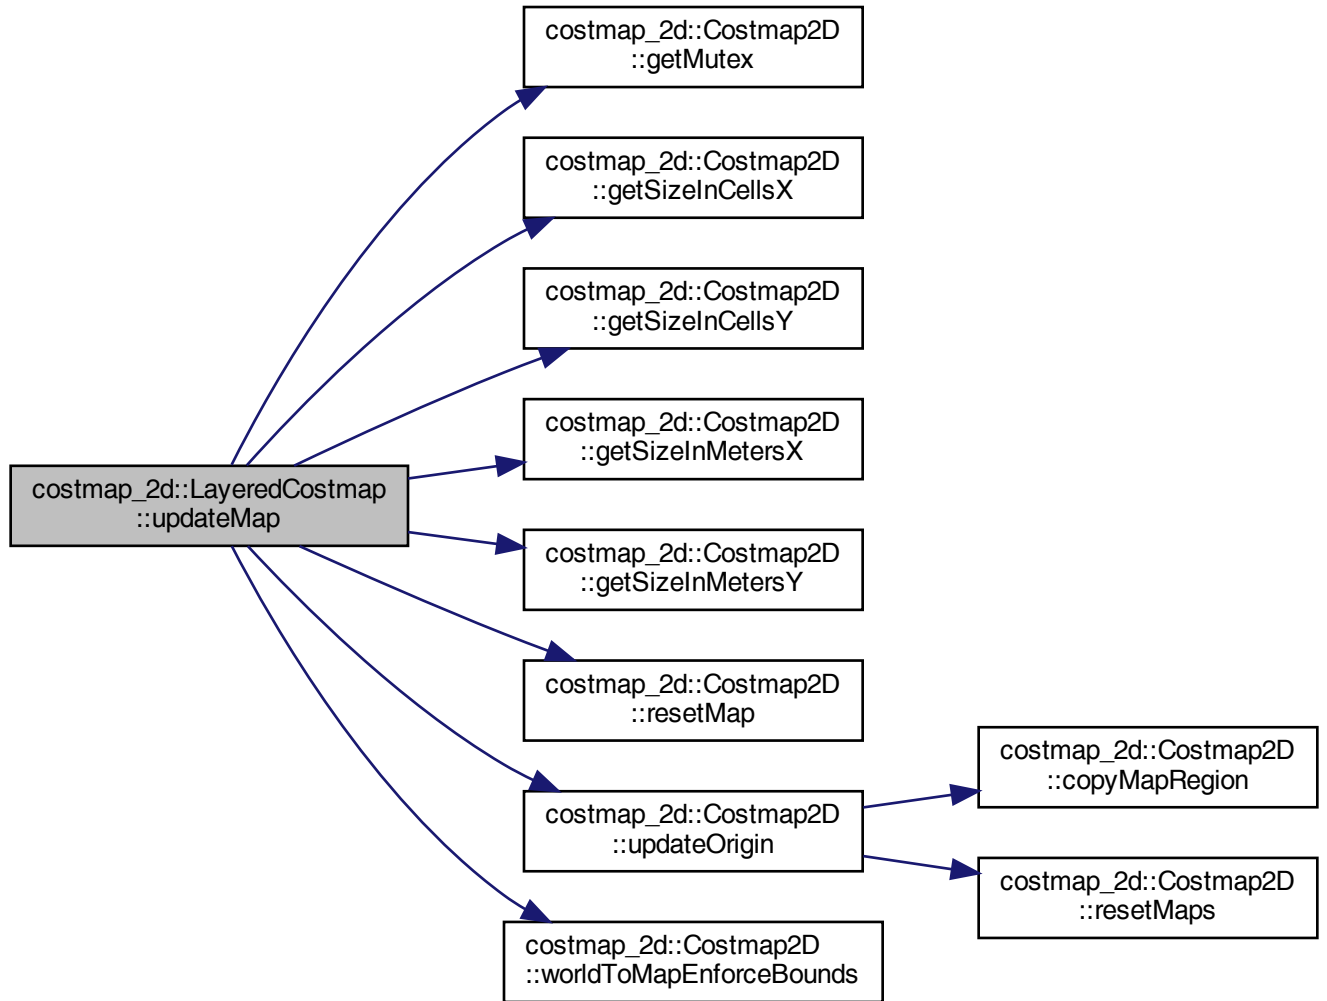 costmap_2d::Costmap2D
::getMutex
costmap_2d::Costmap2D
::getSizeInCellsX
costmap_2d::Costmap2D
::getSizeInCellsY
costmap_2d::Costmap2D
::getSizeInMetersX
costmap_2d::LayeredCostmap
::updateMap
costmap_2d::Costmap2D
::getSizeInMetersY
costmap_2d::Costmap2D
::resetMap
costmap_2d::Costmap2D
::copyMapRegion
costmap_2d::Costmap2D
::updateOrigin
costmap_2d::Costmap2D
::resetMaps
costmap_2d::Costmap2D
::worldToMapEnforceBounds